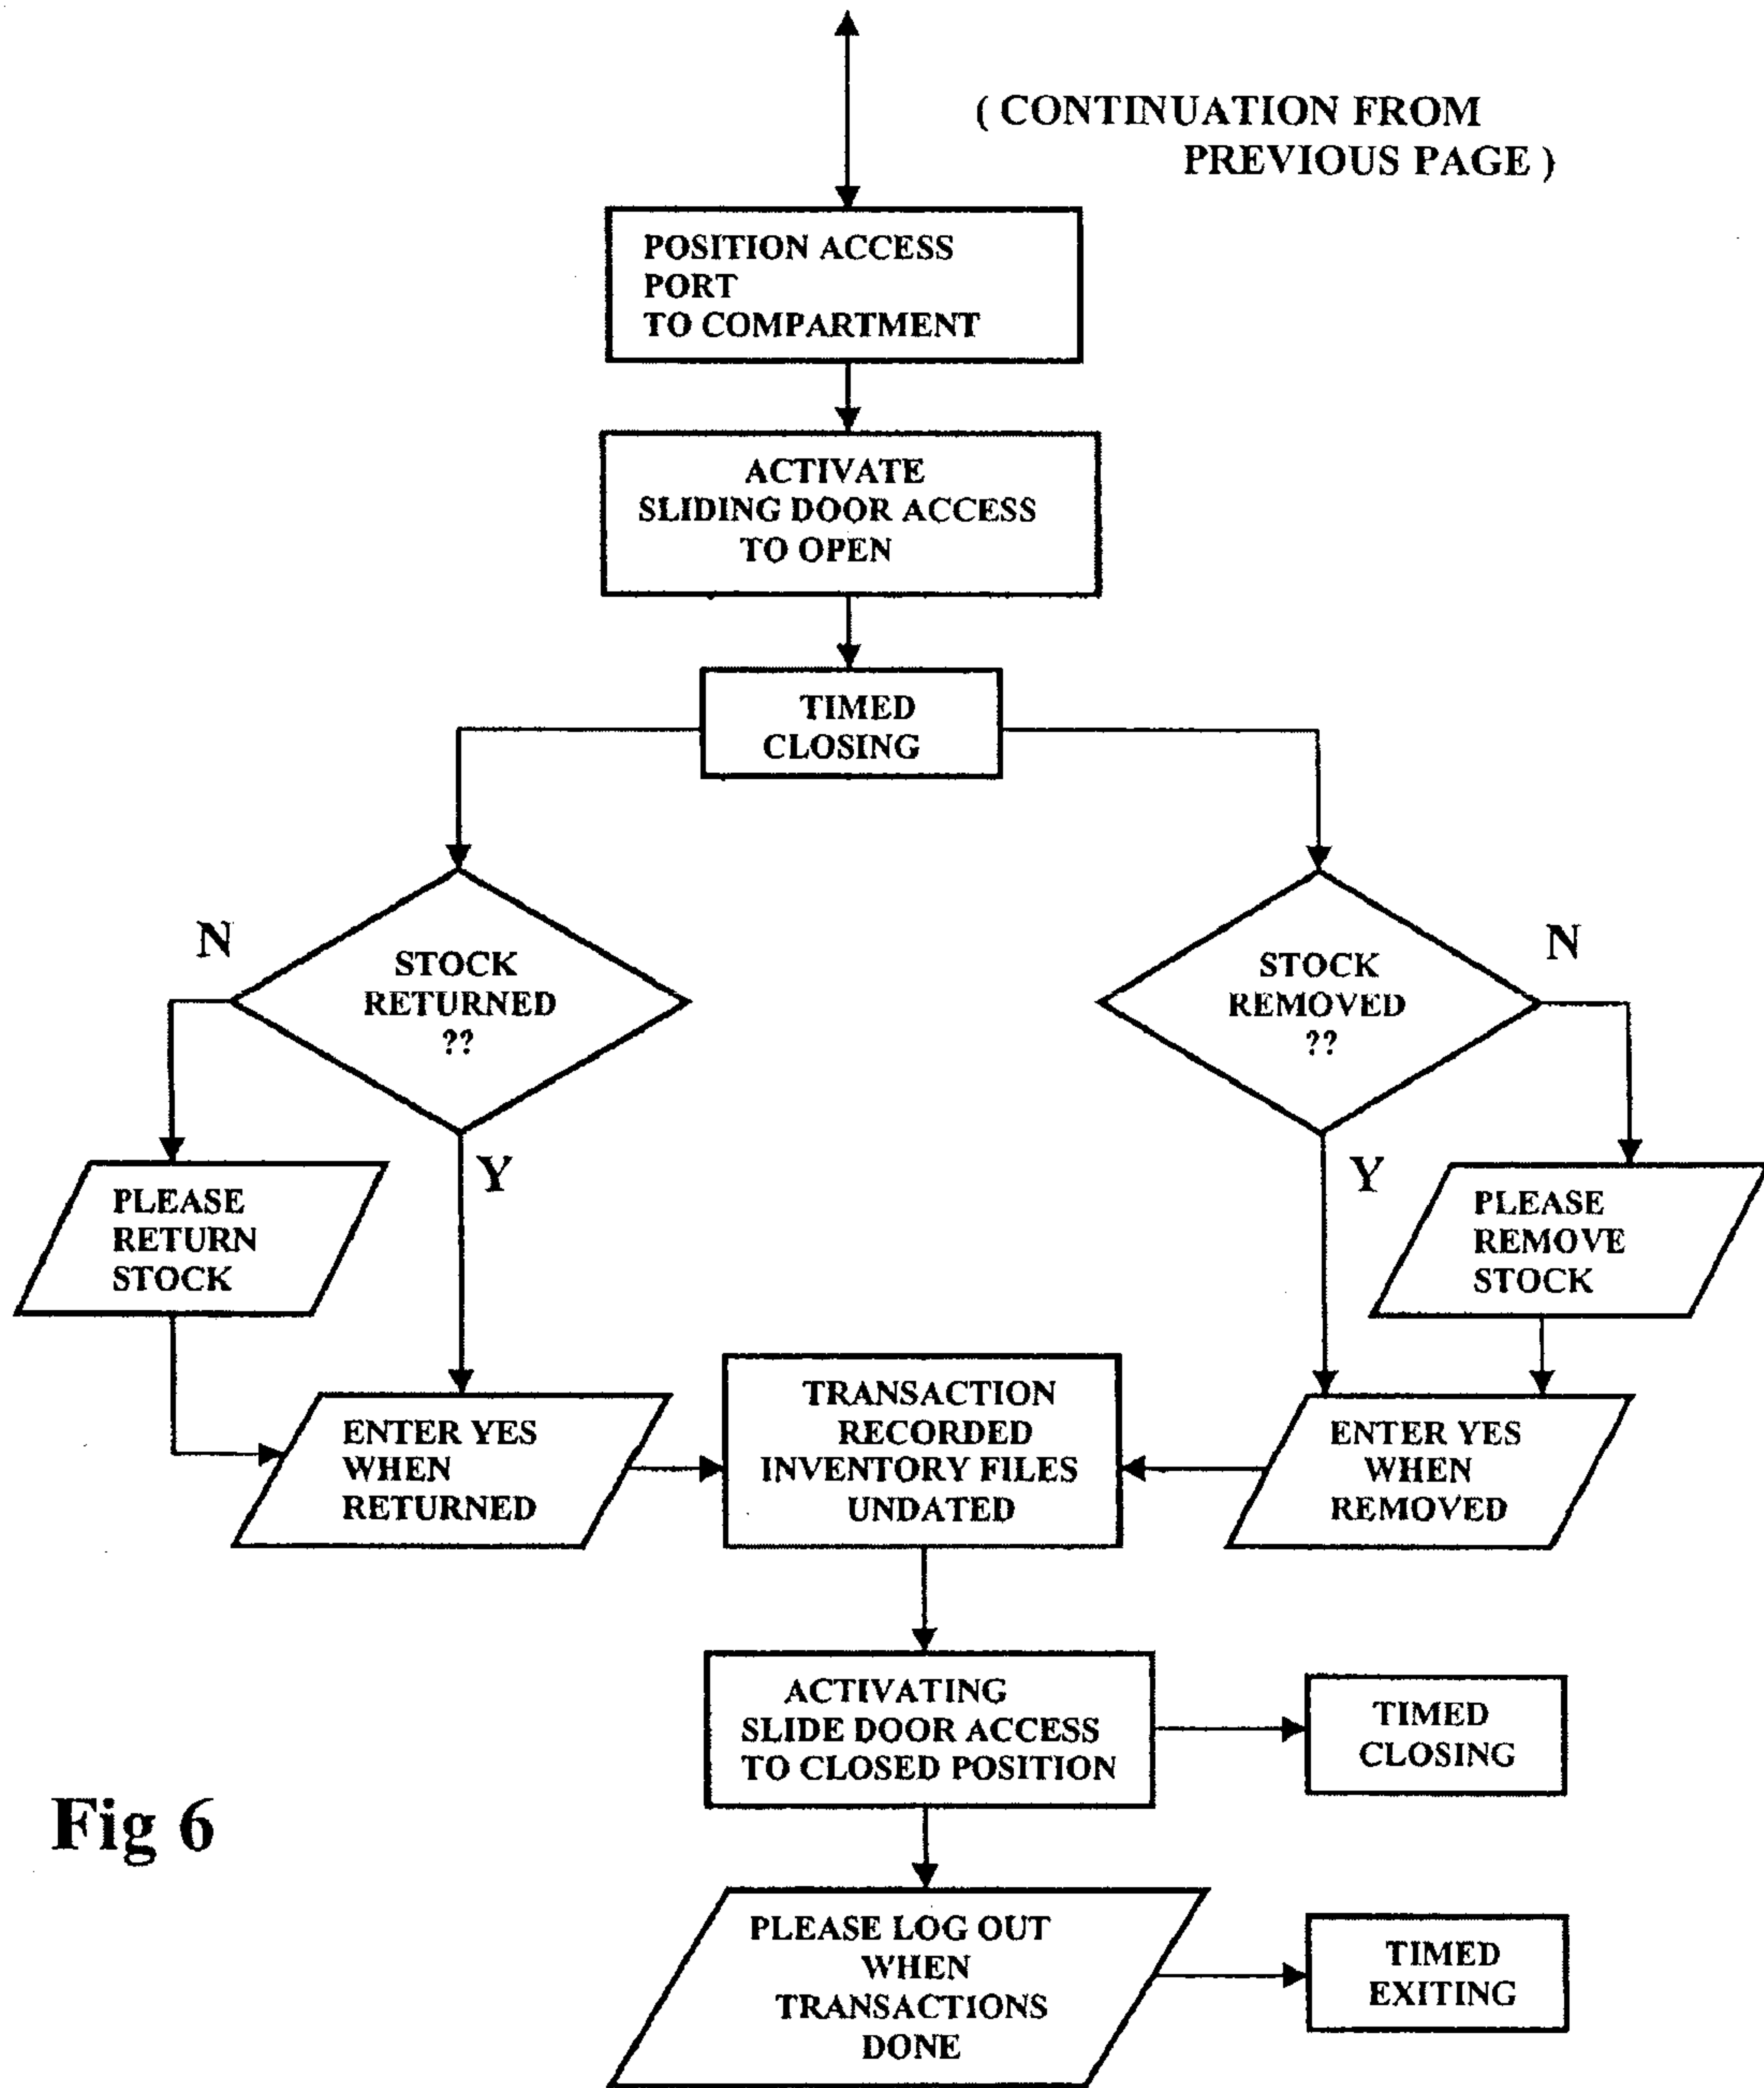 ( CONTINUATION FROM
PREVIOUS PAGE )
POSITION ACCESS
PORT
TO COMPARTMENT
ACTIVATE
SLIDING DOOR ACCESS
TO OPEN
TIMED
CLOSING
N
STOCK
RETURNED
??
Y
STOCK
REMOVED
??
N
Y
PLEASE
RETURN
STOCK
PLEASE
REMOVE
STOCK
ENTER YES
WHEN
RETURNED
TRANSACTION
RECORDED
INVENTORY FILES
UNDATED
ENTER YES
WHEN
REMOVED
ACTIVATING
SLIDE DOOR ACCESS
TO CLOSED POSITION
TIMED
CLOSING
Fig 6
PLEASE LOG OUT
WHEN
TRANSACTIONS
DONE
TIMED
EXITING